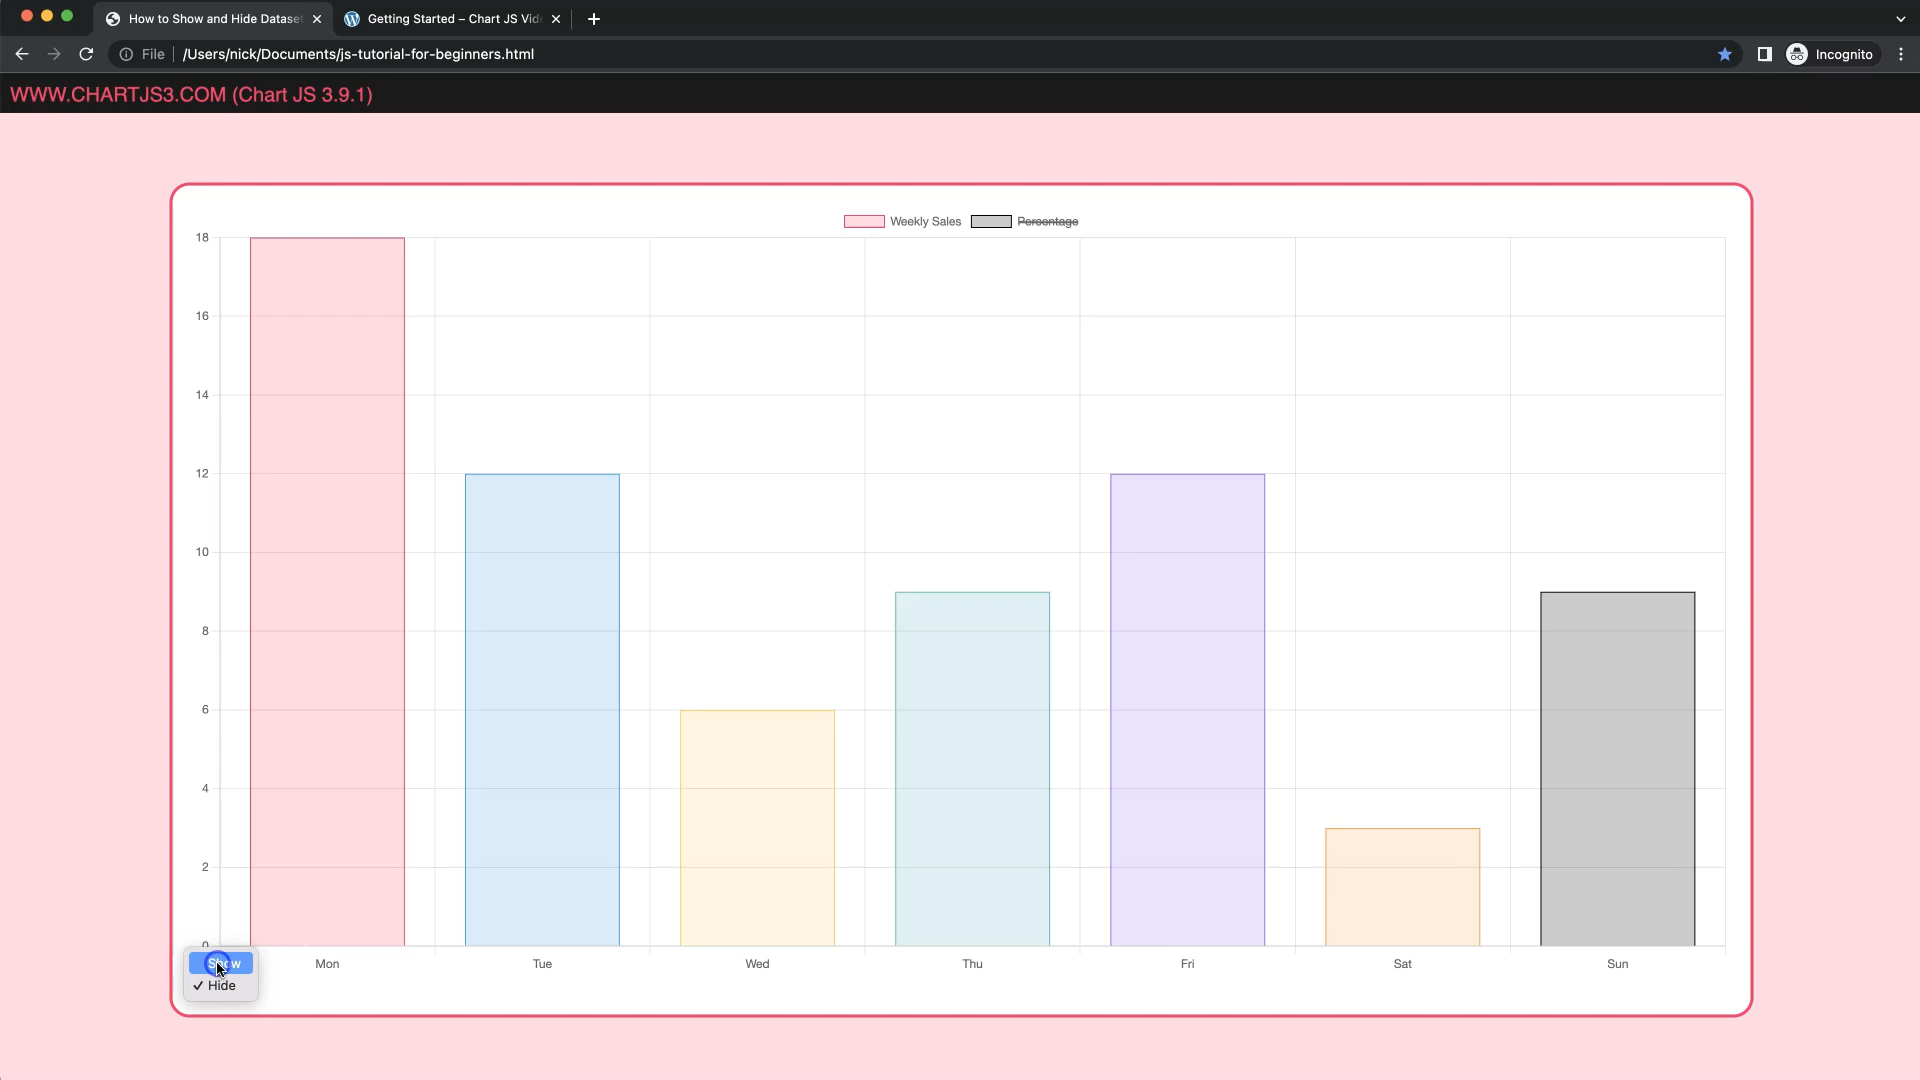 How to Show and Hide Dataset
Getting Started – Chart JS Vid
File
/Users/nick/Documents/js-tutorial-for-beginners.html
Incognito
WWW.CHARTJS3.COM (Chart JS 3.9.1)
Weekly Sales
Percentage
18
16
14
12
10
8
6
4
2
0
Mon
Tue
Wed
Thu
Fri
Sat
Sun
Show
✓ Hide